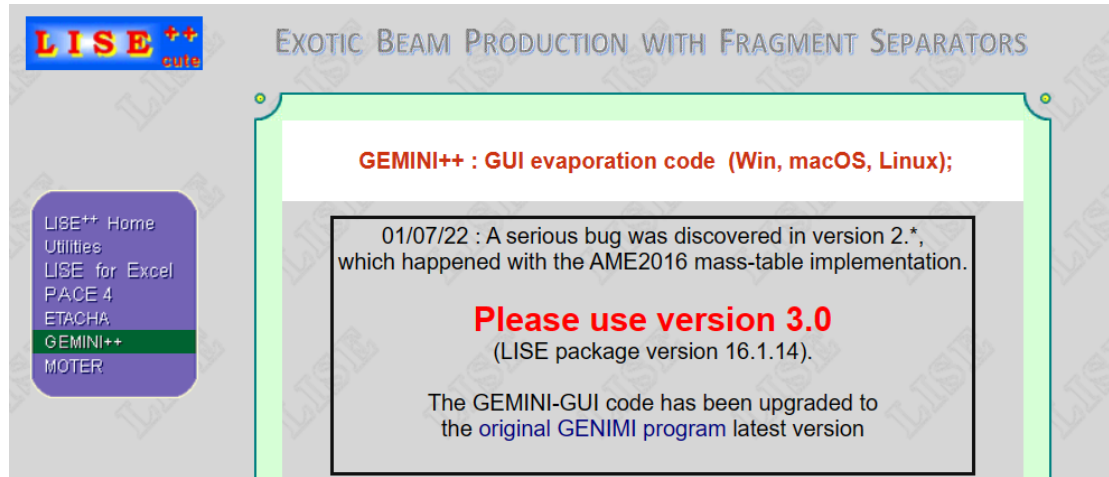 LISE++
cute
EXOTIC BEAM PRODUCTION WITH FRAGMENT SEPARATORS
GEMINI++ : GUI evaporation code (Win, macOS, Linux);
LISE++ Home
Utilities
LISE for Excel
PACE 4
ETACHA
GEMINI++
MOTER
01/07/22 : A serious bug was discovered in version 2.*,
which happened with the AME2016 mass-table implementation.
Please use version 3.0
(LISE package version 16.1.14).
The GEMINI-GUI code has been upgraded to
the original GENIMI program latest version